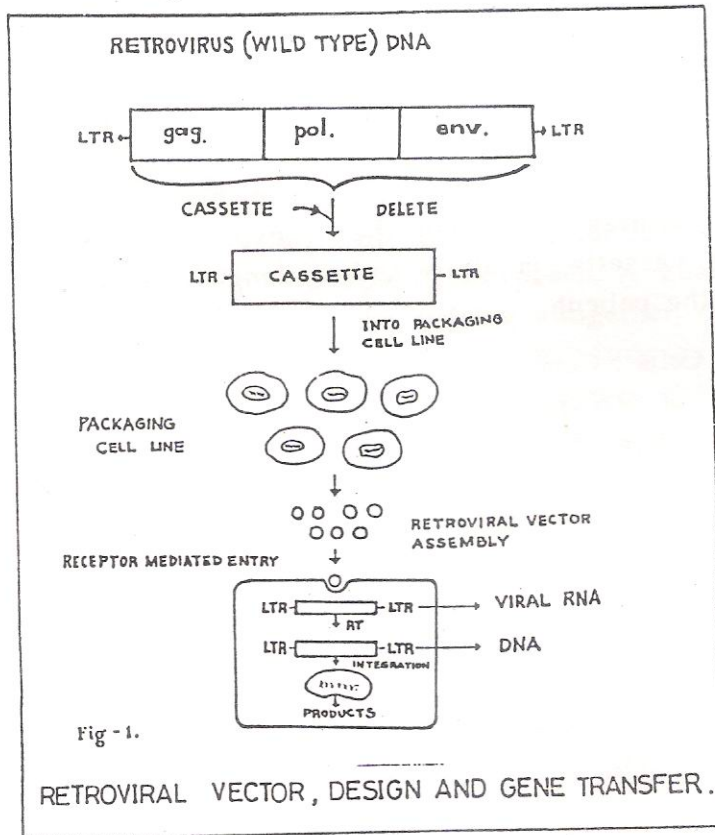 RETROVIRUS (WILD TYPE) DNA
LTR gag. pol. env. LTR
CASSETTE DELETE
LTR CASSETTE LTR
INTO PACKAGING
CELL LINE
PACKAGING
CELL LINE
RETROVIRAL VECTOR
ASSEMBLY
RECEPTOR MEDIATED ENTRY
LTR LTR VIRAL RNA
RT
LTR LTR DNA
INTEGRATION
PRODUCTS
Fig-1.
RETROVIRAL VECTOR, DESIGN AND GENE TRANSFER.